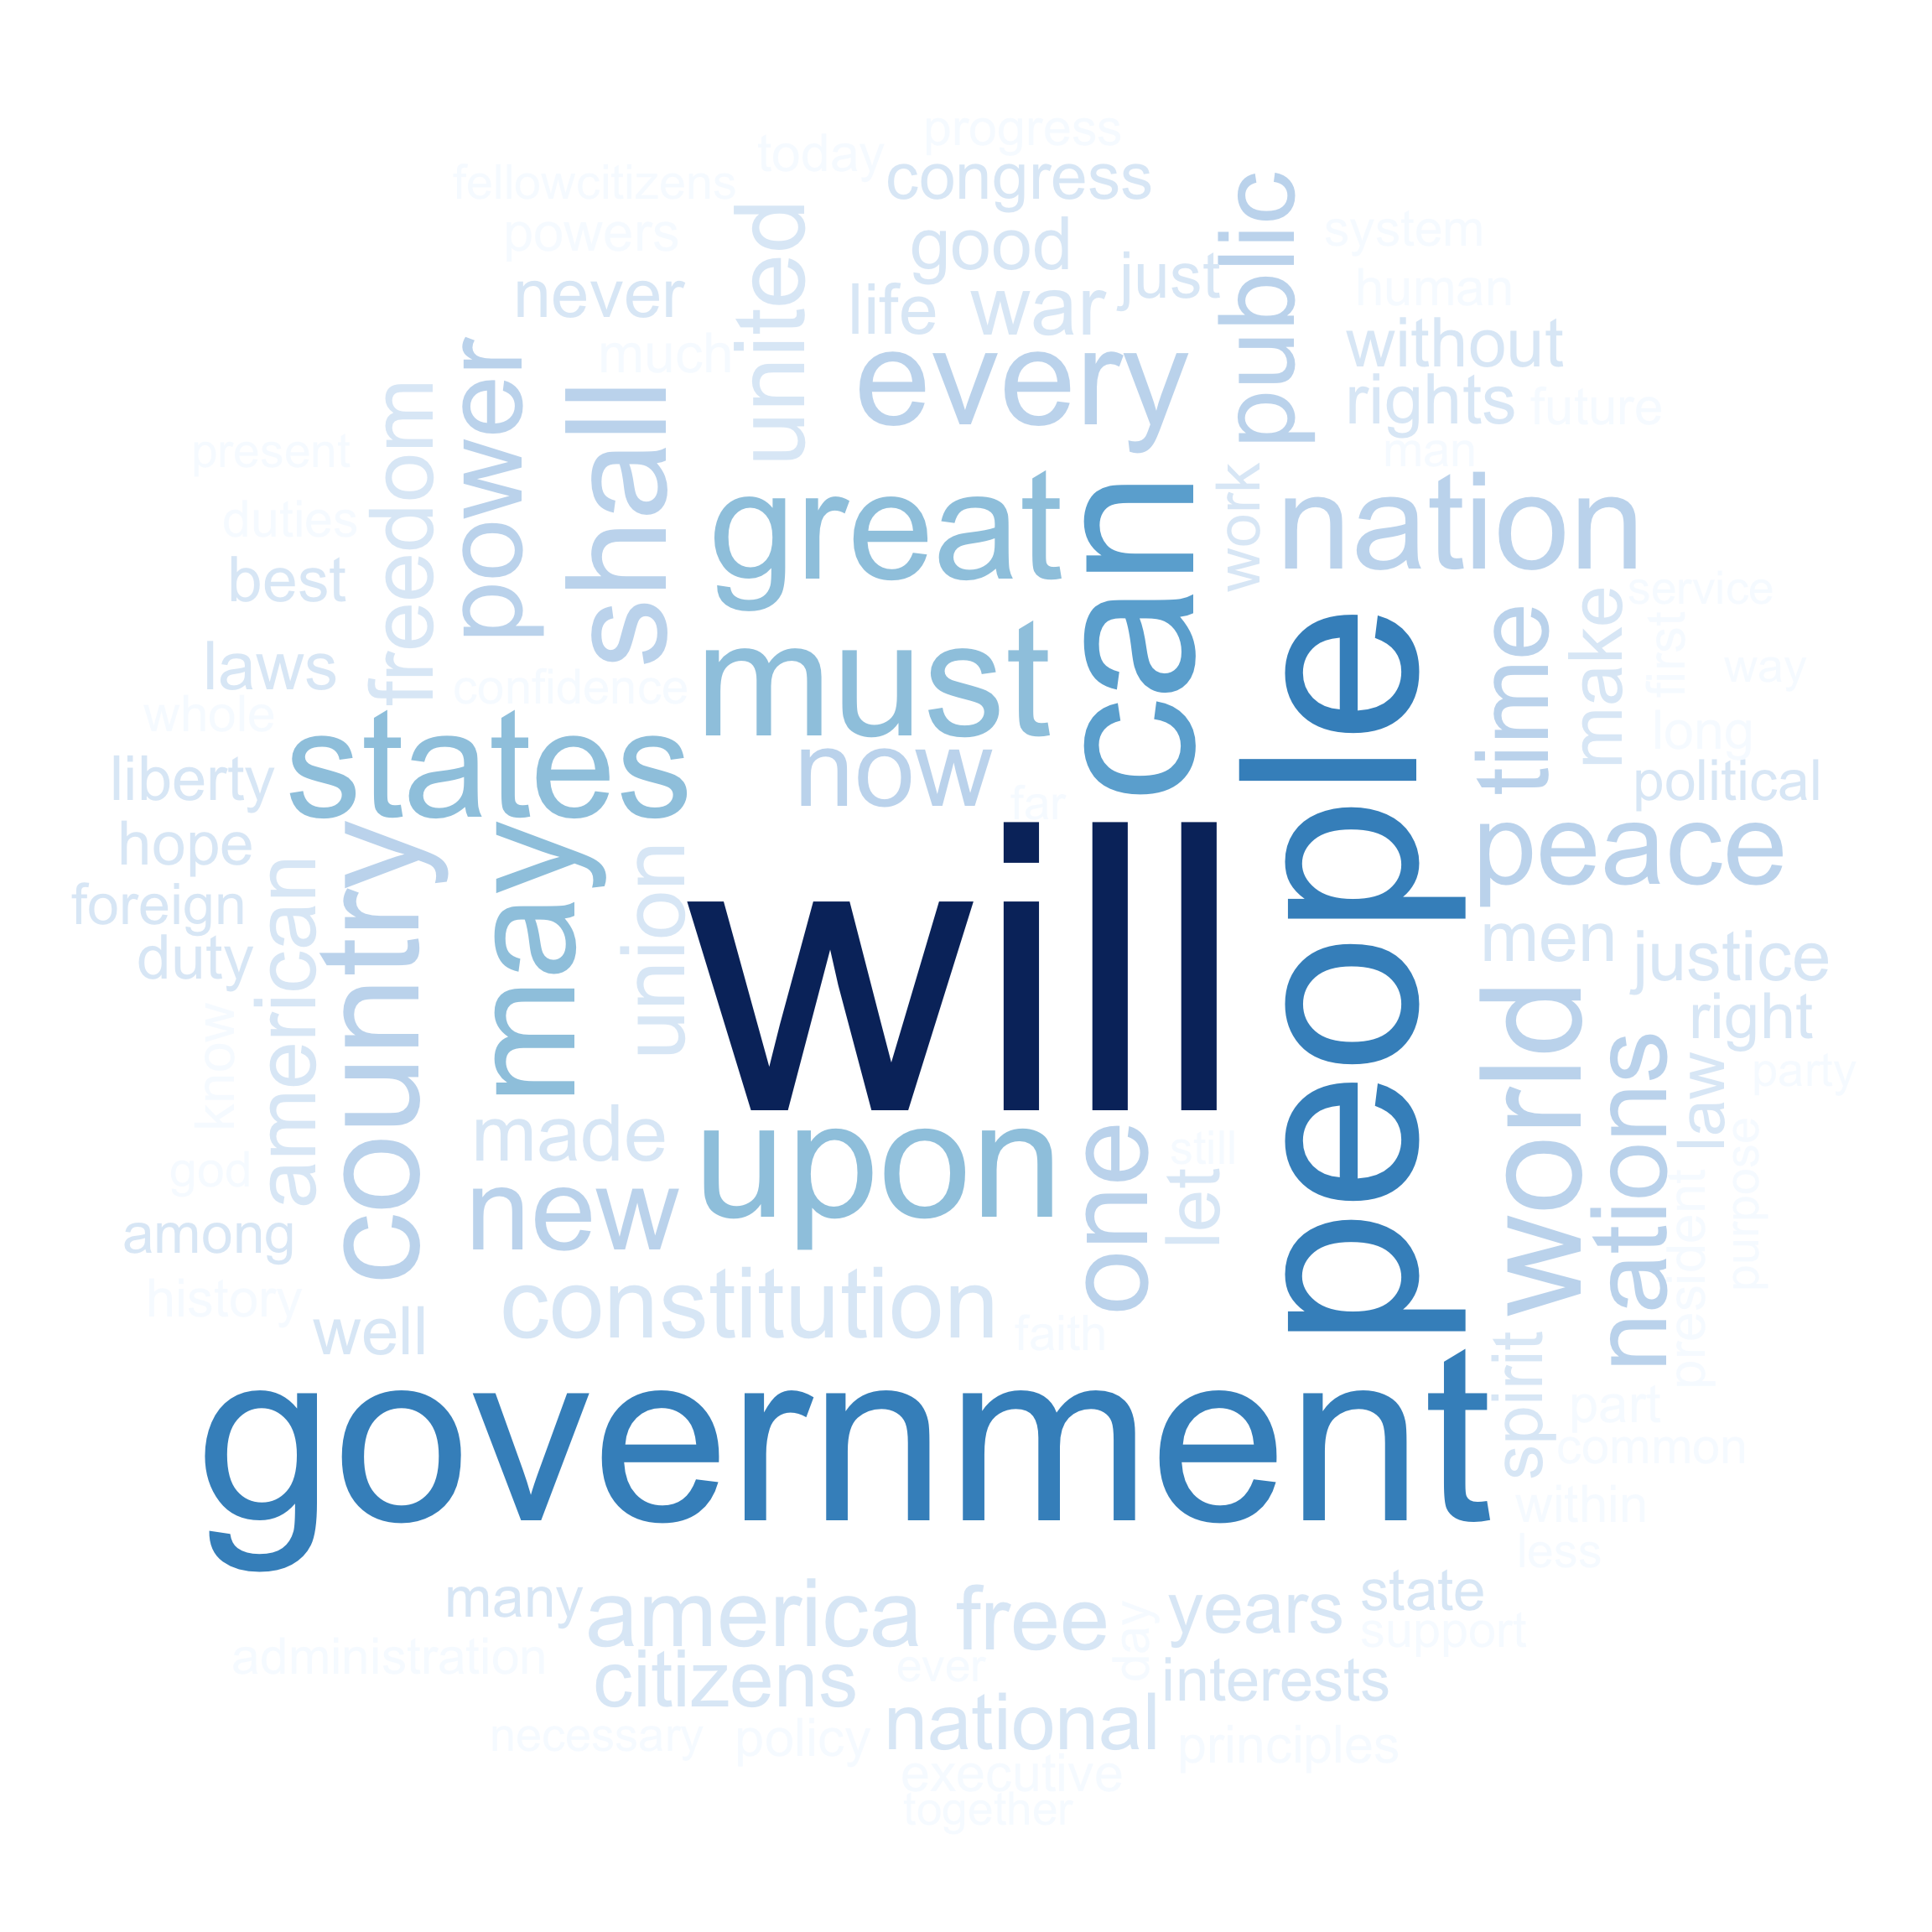 progress
today
congress
fellowcitizens
powers
united
good
public
system
just
never
life
war
human
without
much
every
rights
future
power
shall
freedom
man
present
great
can
work
nation
duties
best
service
must
time
make
first
laws
confidence
way
whole
states
now
long
liberty
political
far
hope
country
may
union
will
people
peace
foreign
american
men
duty
justice
world
right
nations
know
law
party
made
upon
one
still
god
new
let
president
purpose
among
history
constitution
well
faith
spirit
government
part
common
within
less
many
america
free
day
years
state
support
administration
citizens
ever
interests
national
necessary
policy
principles
executive
together